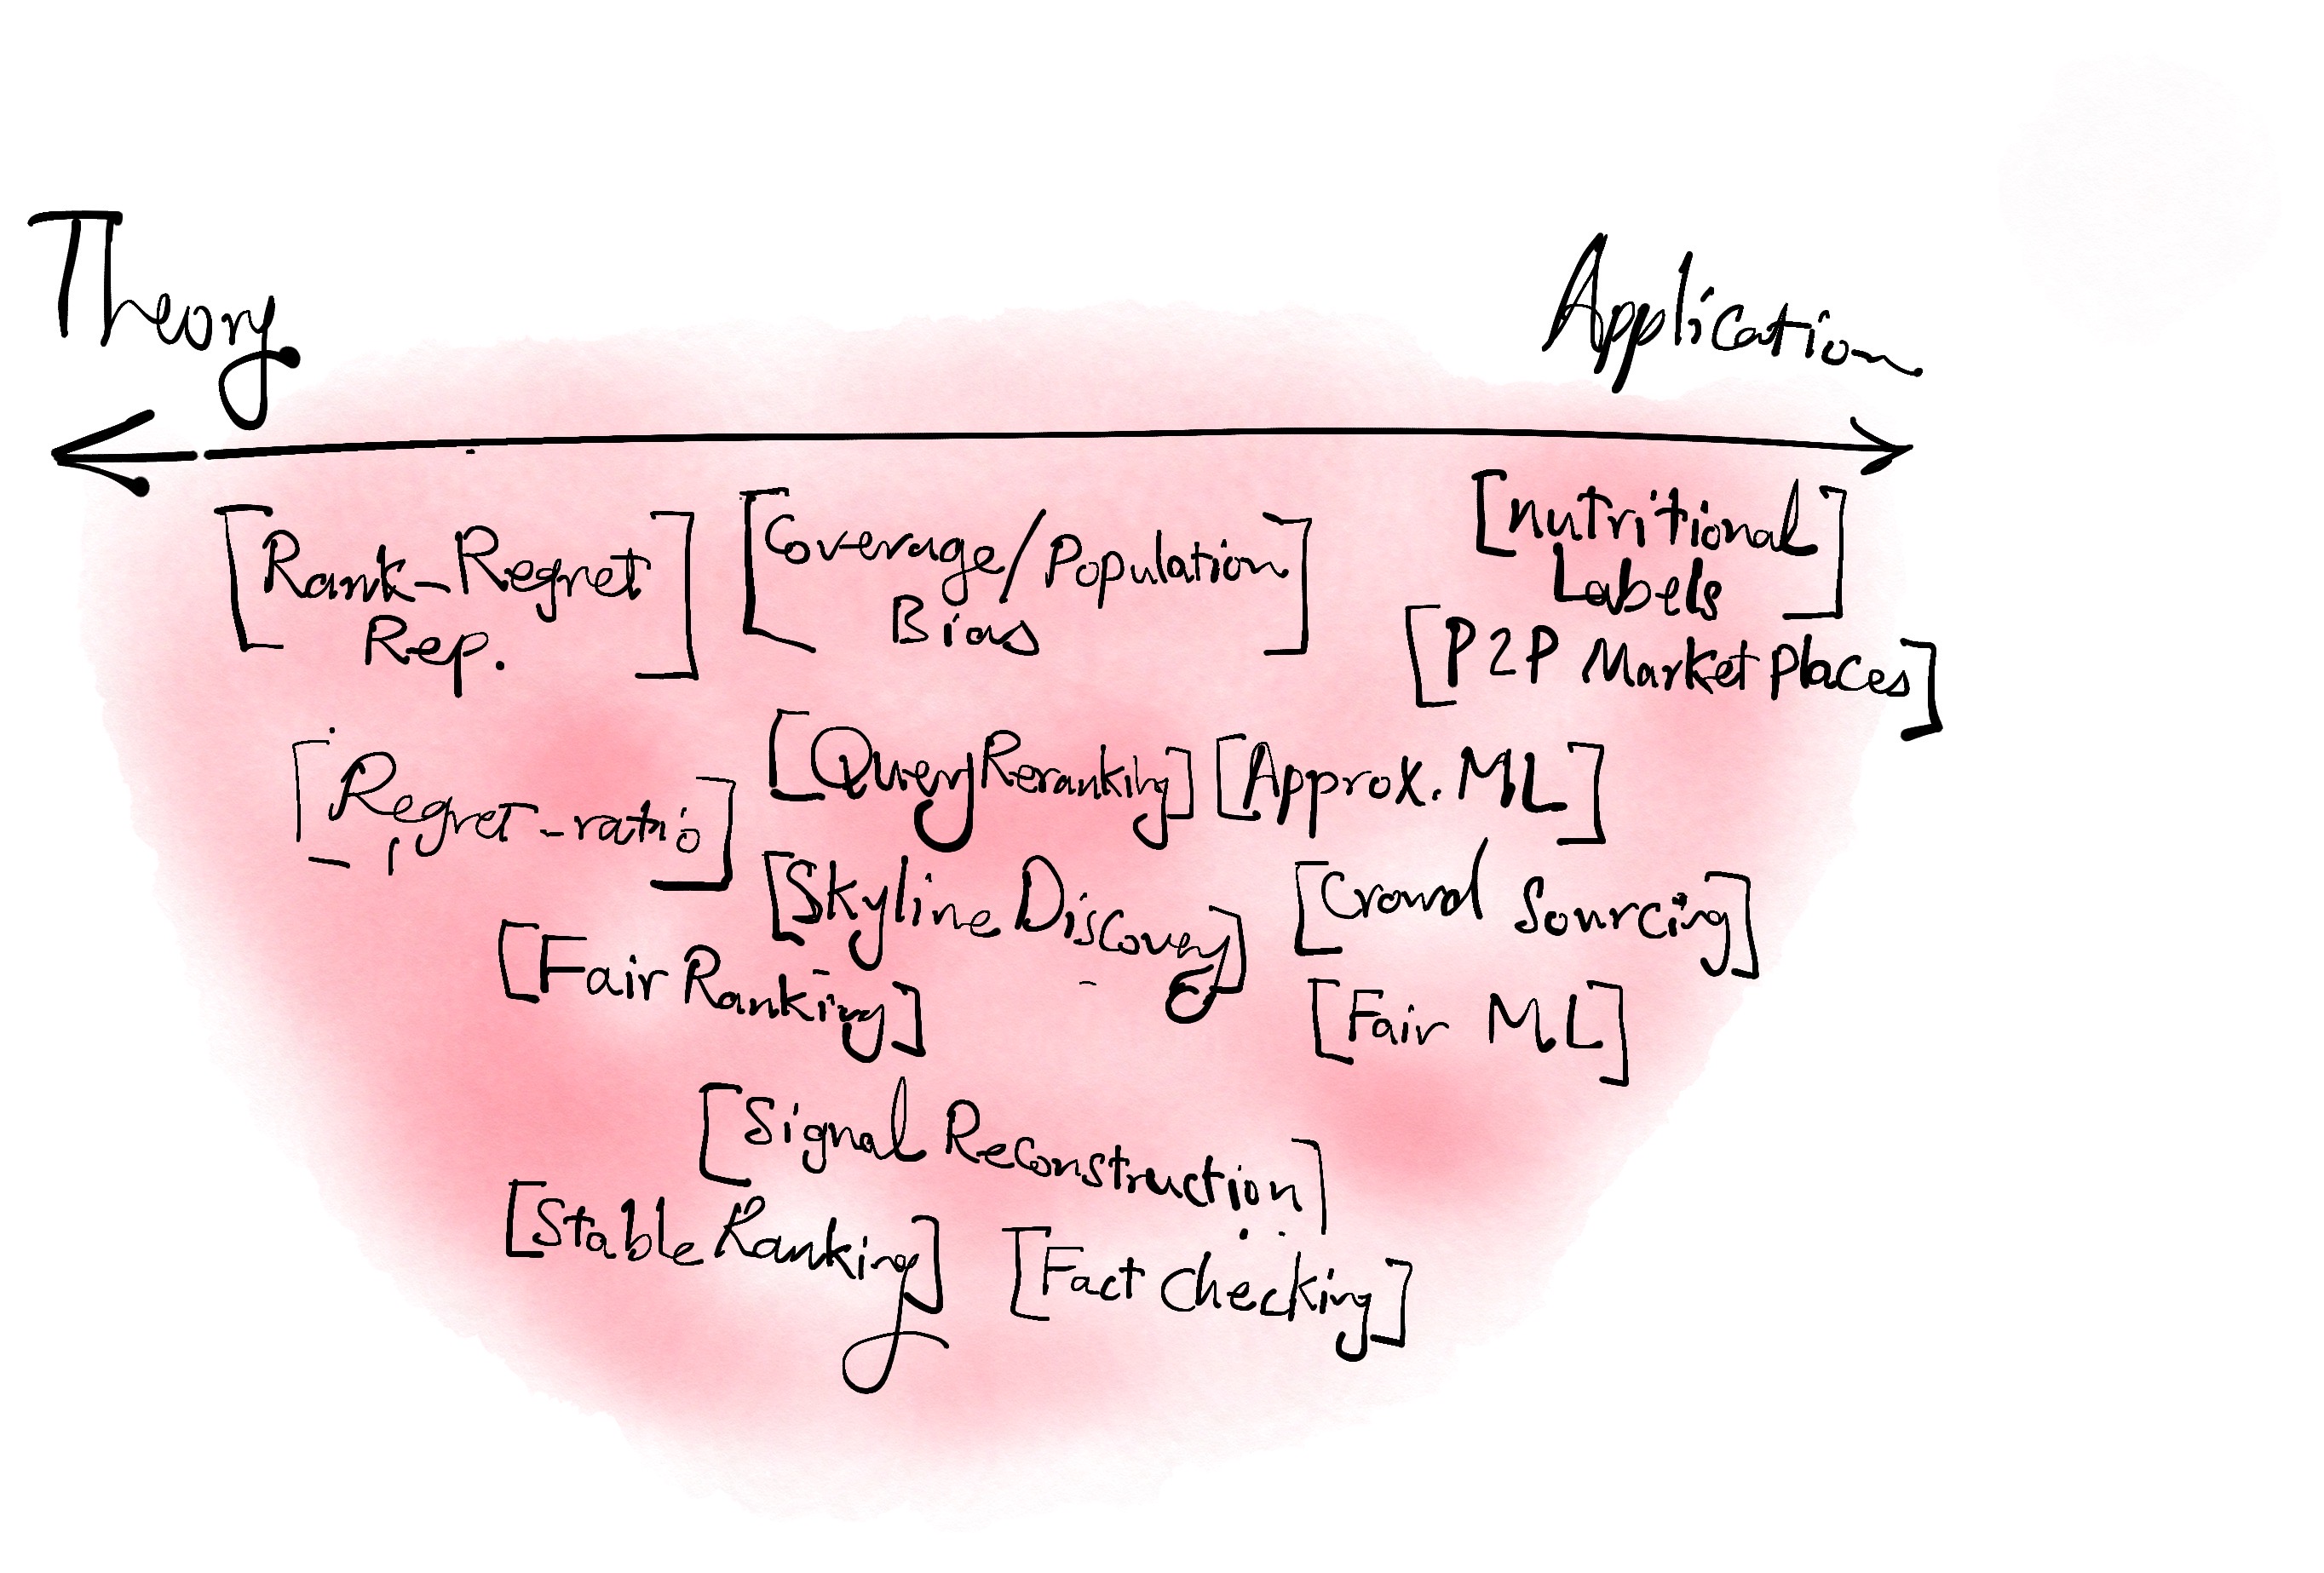 Theory
Application
[Rank-Regret
Rep.]
[Coverage/Population
Bias]
[nutritional
Labels]
[P2P Market Places]
[Regret-ratio]
[Query Reranking]
[Approx. ML]
[Skyline Discovery]
[Crowd Sourcing]
[Fair Ranking]
[Fair ML]
[Signal Reconstruction]
[Stable Ranking]
[Fact Checking]